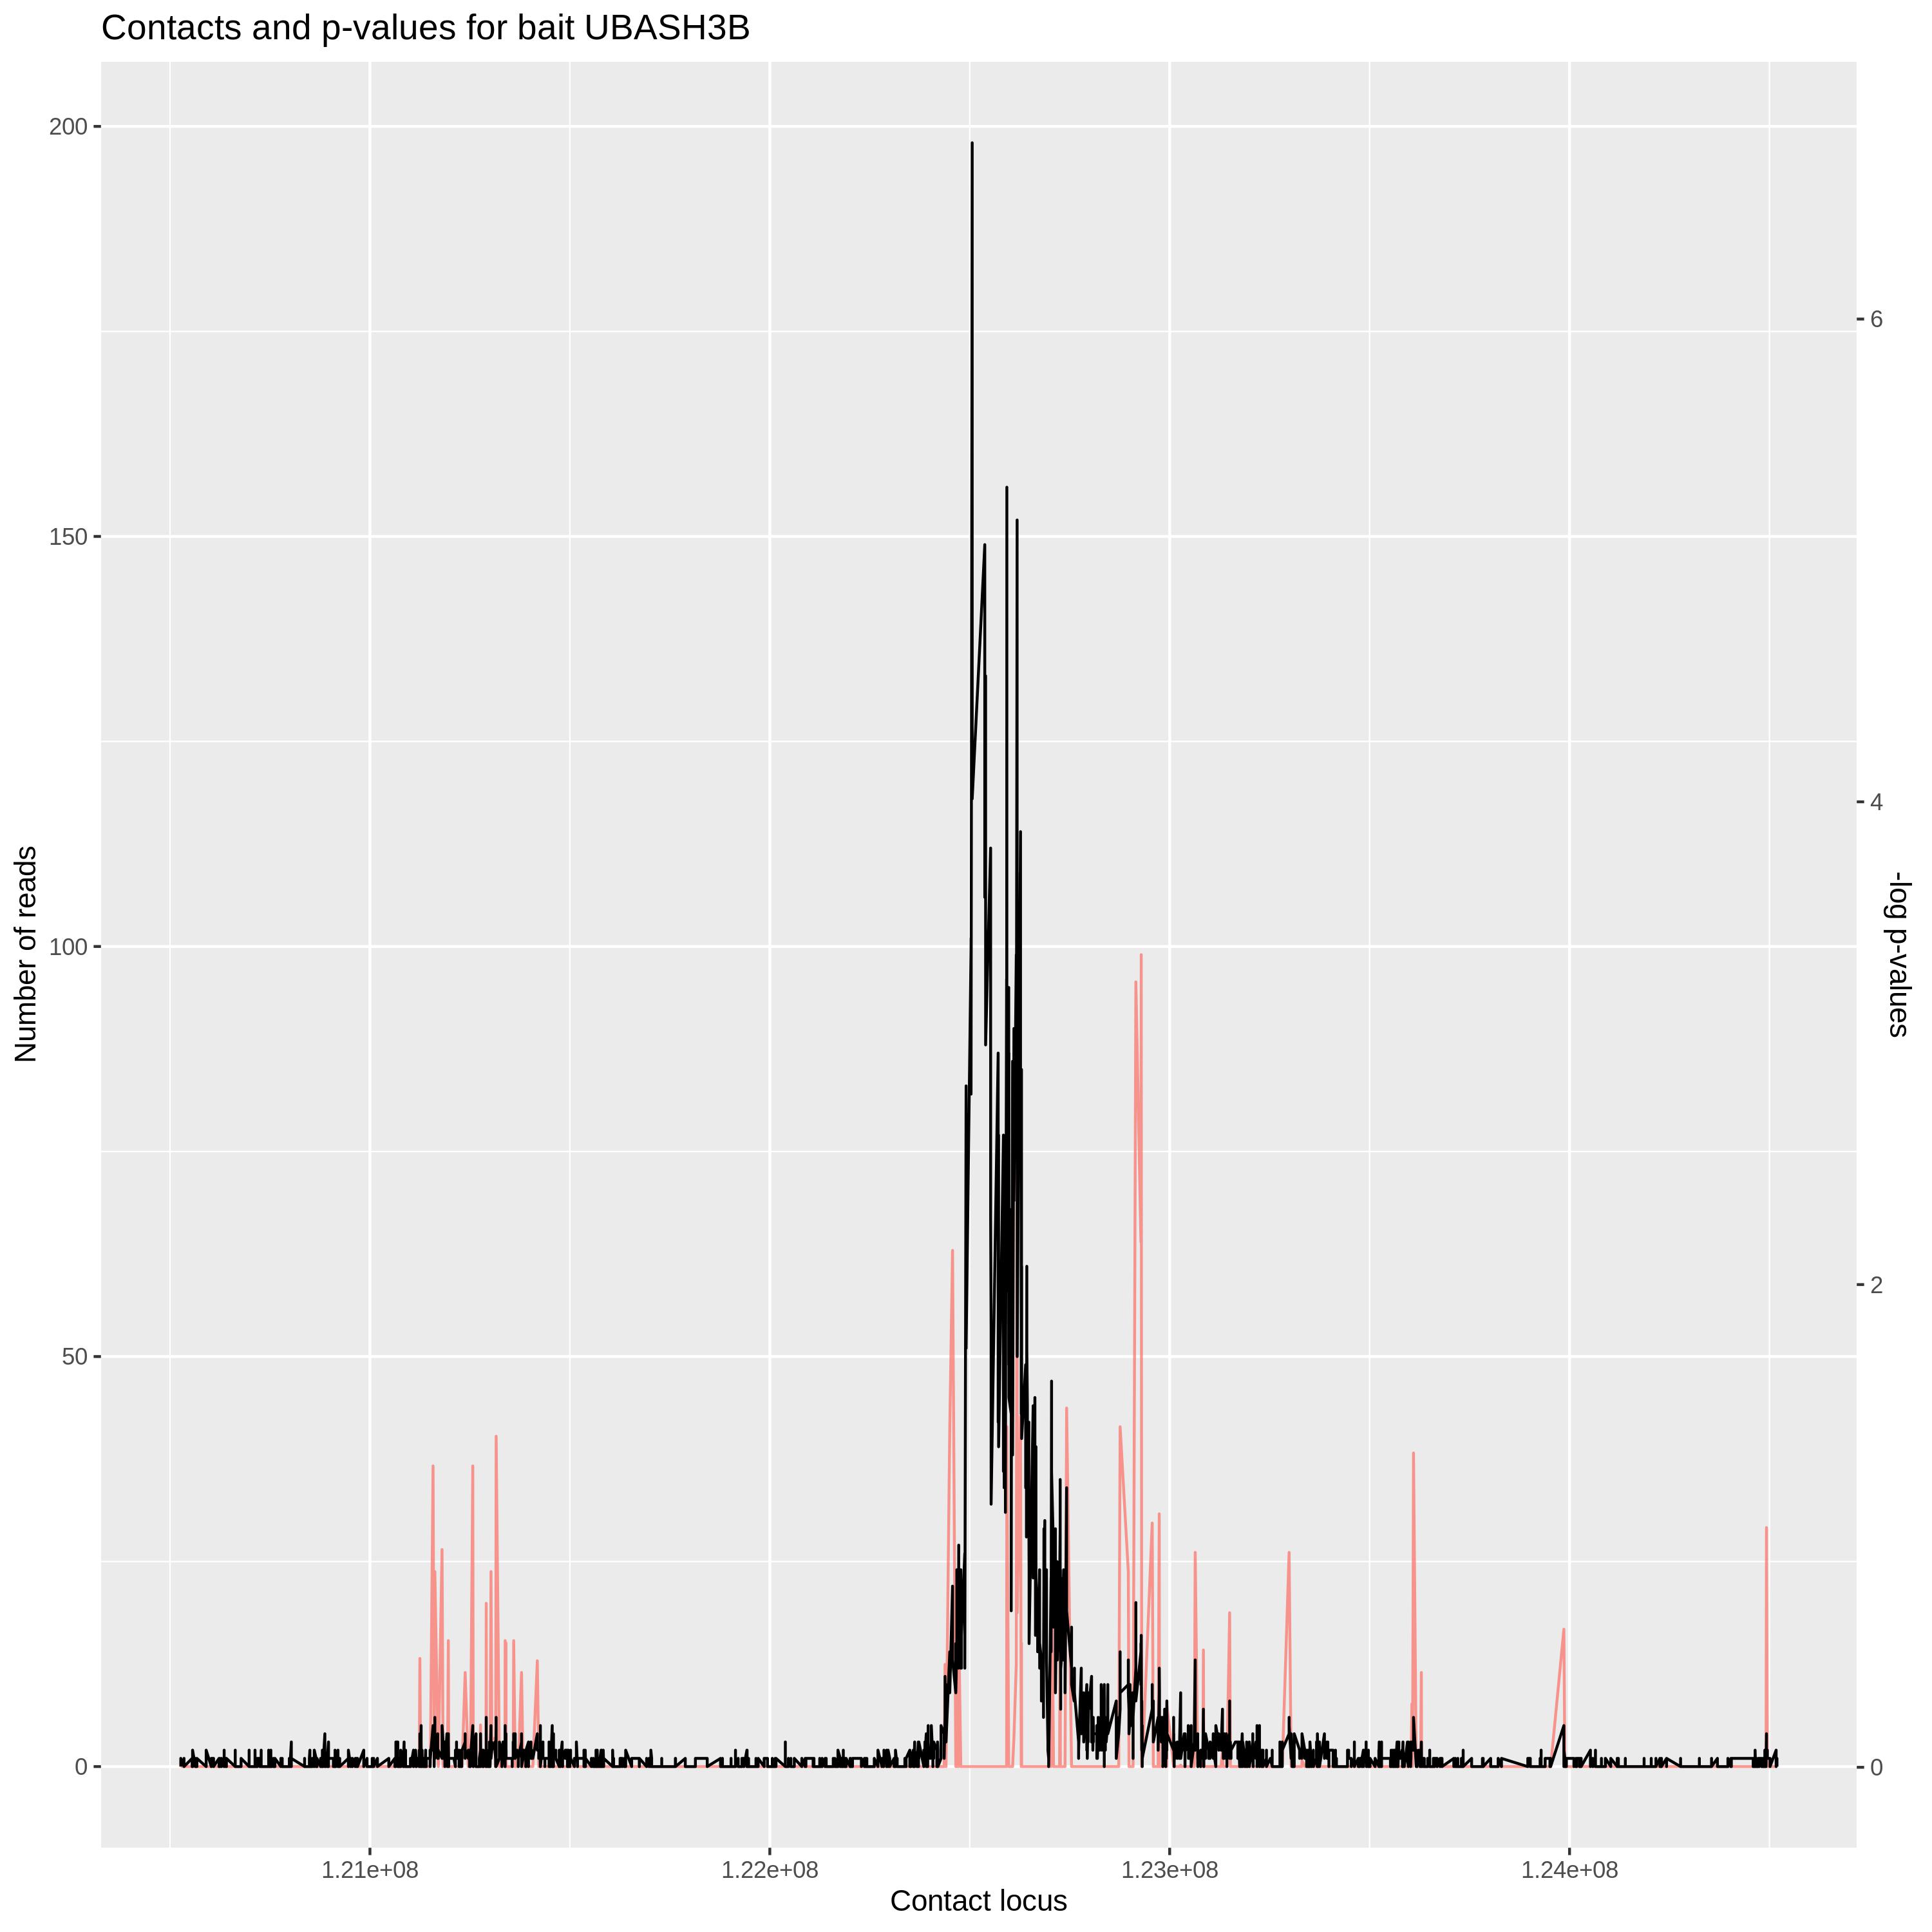 Contacts and p-values for bait UBASH3B
200
150
100
50
0
Number of reads
6
4
2
0
-log p-values
1.21e+08
1.22e+08
1.23e+08
1.24e+08
Contact locus